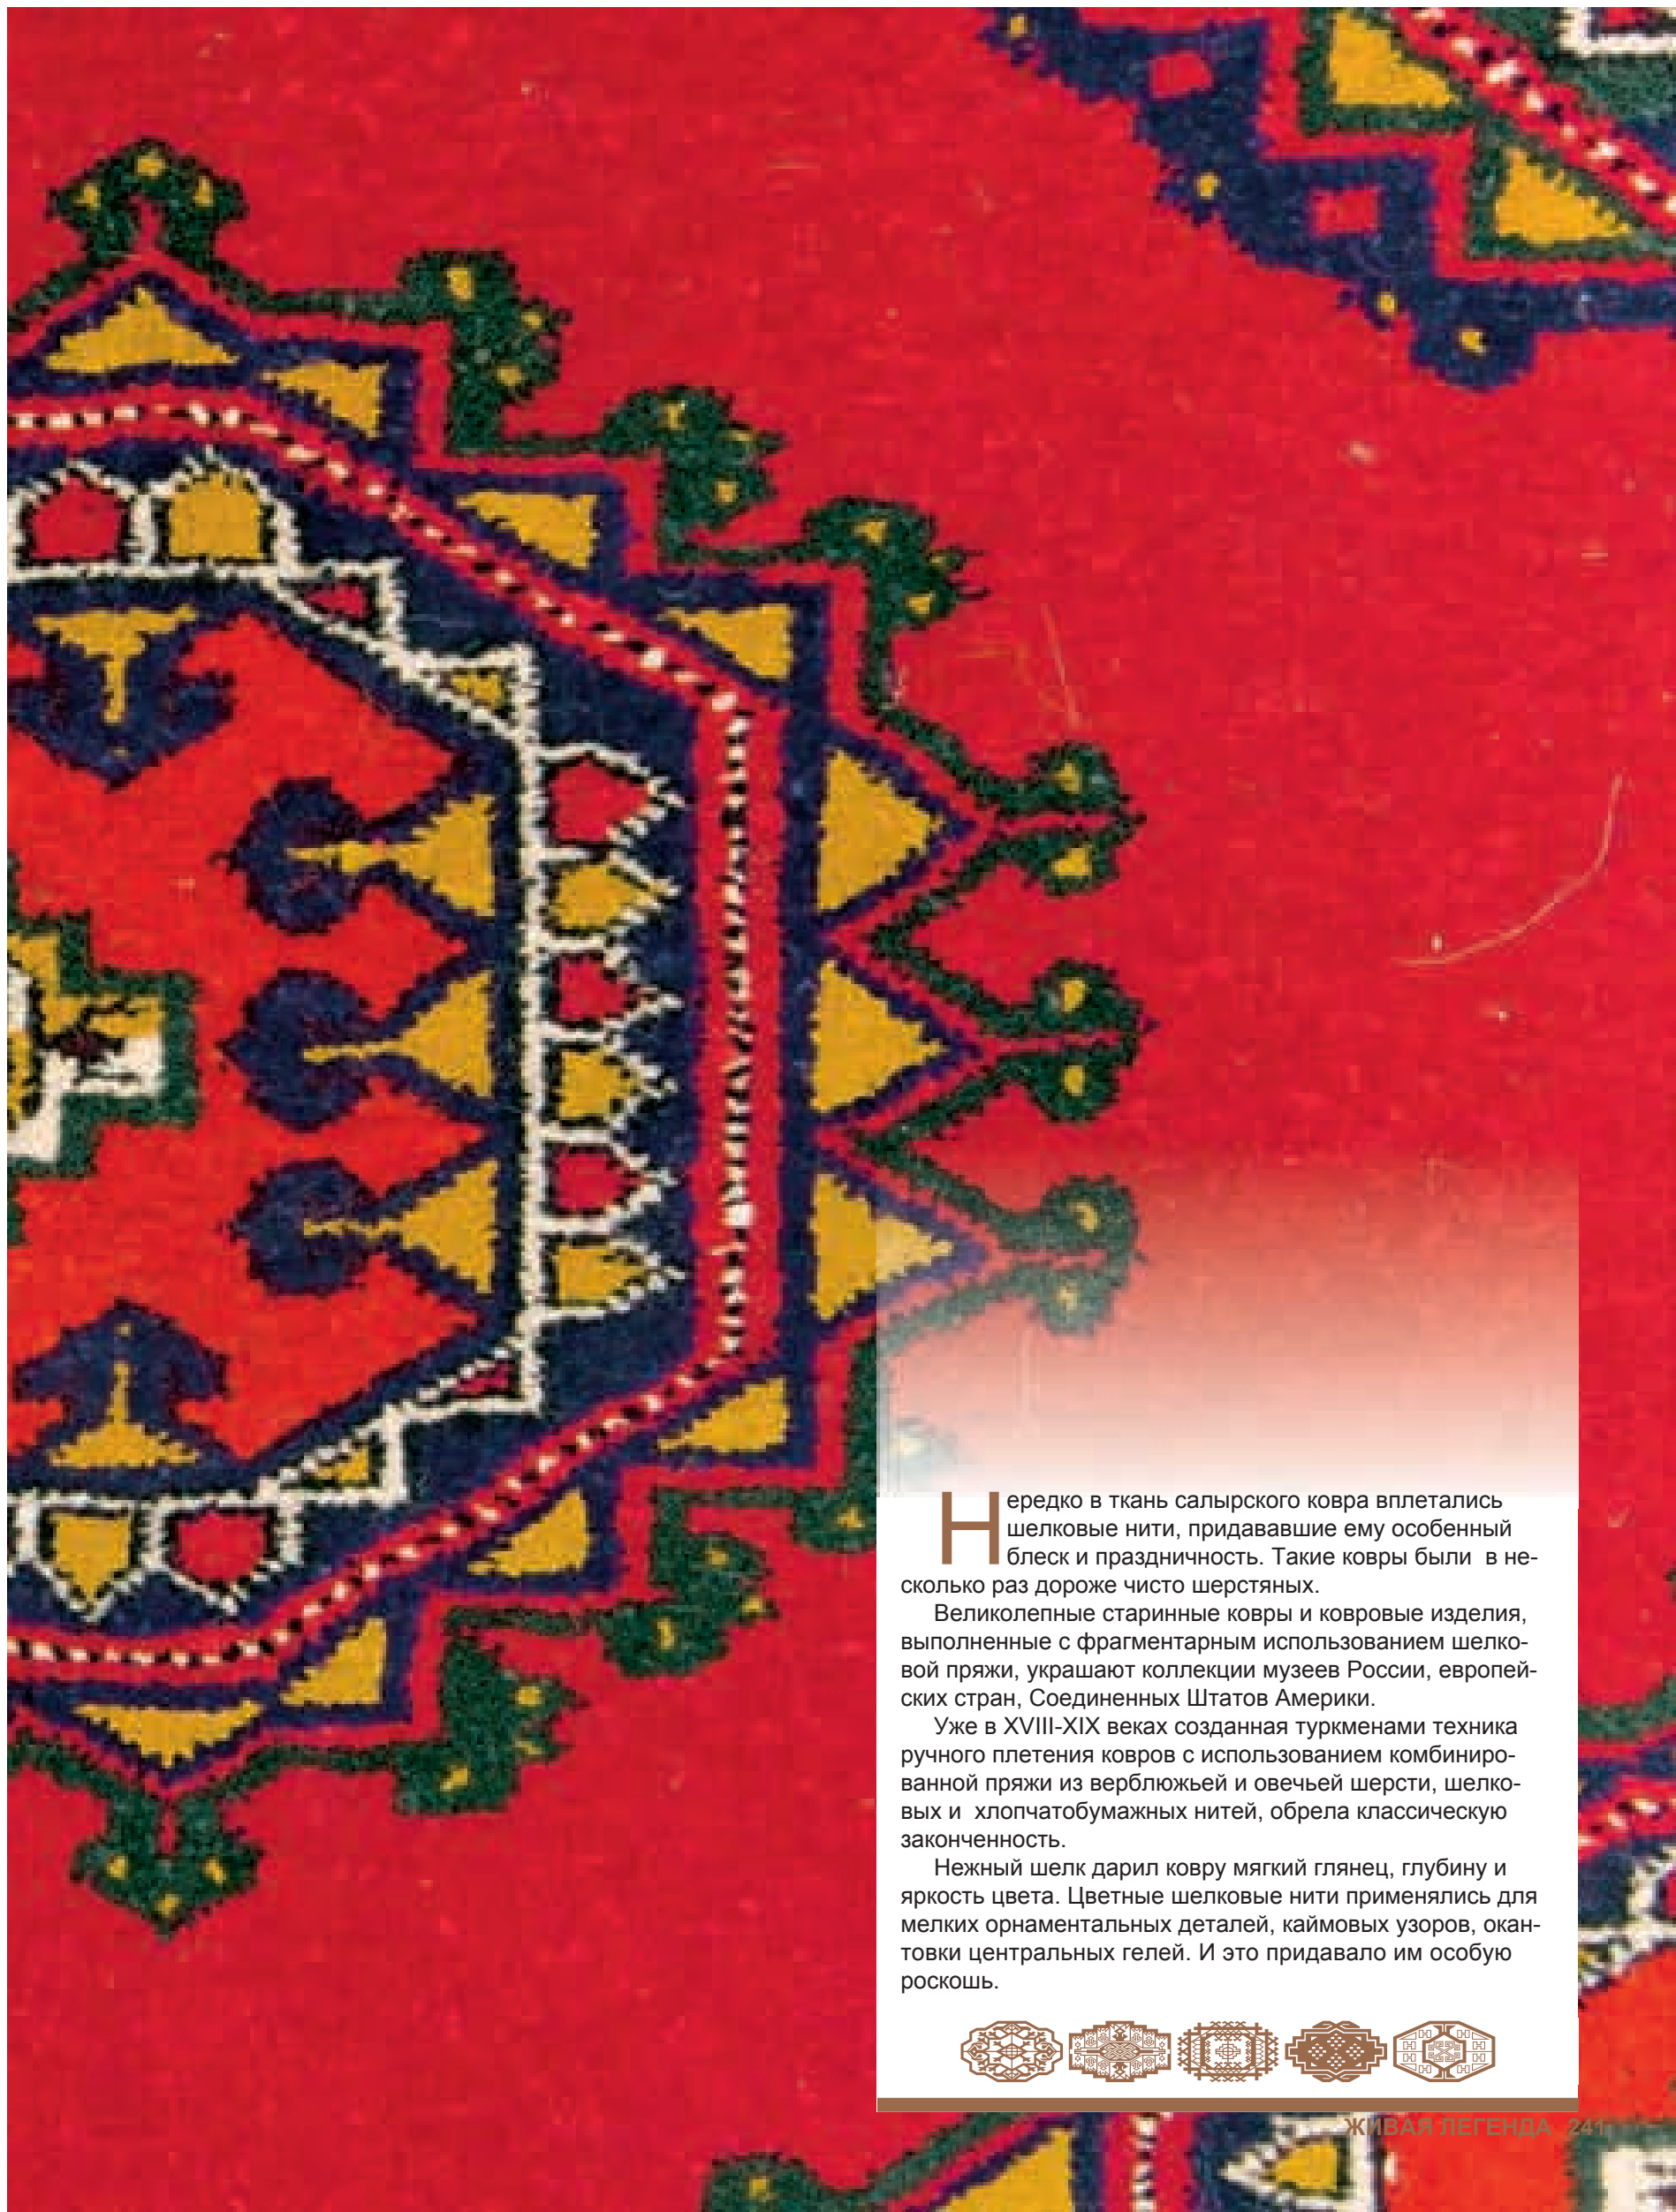 Нередко в ткань салырского ковра вплетались
шелковые нити, придававшие ему особенный
блеск и праздничность. Такие ковры были в не-
сколько раз дороже чисто шерстяных.
Великолепные старинные ковры и ковровые изделия,
выполненные с фрагментарным использованием шелко-
вой пряжи, украшают коллекции музеев России, европей-
ских стран, Соединенных Штатов Америки.
Уже в XVIII-XIX веках созданная туркменами техника
ручного плетения ковров с использованием комбиниро-
ванной пряжи из верблюжьей и овечьей шерсти, шелко-
вых и хлопчатобумажных нитей, обрела классическую
законченность.
Нежный шелк дарил ковру мягкий глянец, глубину и
яркость цвета. Цветные шелковые нити применялись для
мелких орнаментальных деталей, каймовых узоров, окан-
товки центральных гелей. И это придавало им особую
роскошь.
ЖИВАЯ ЛЕГЕНДА 241